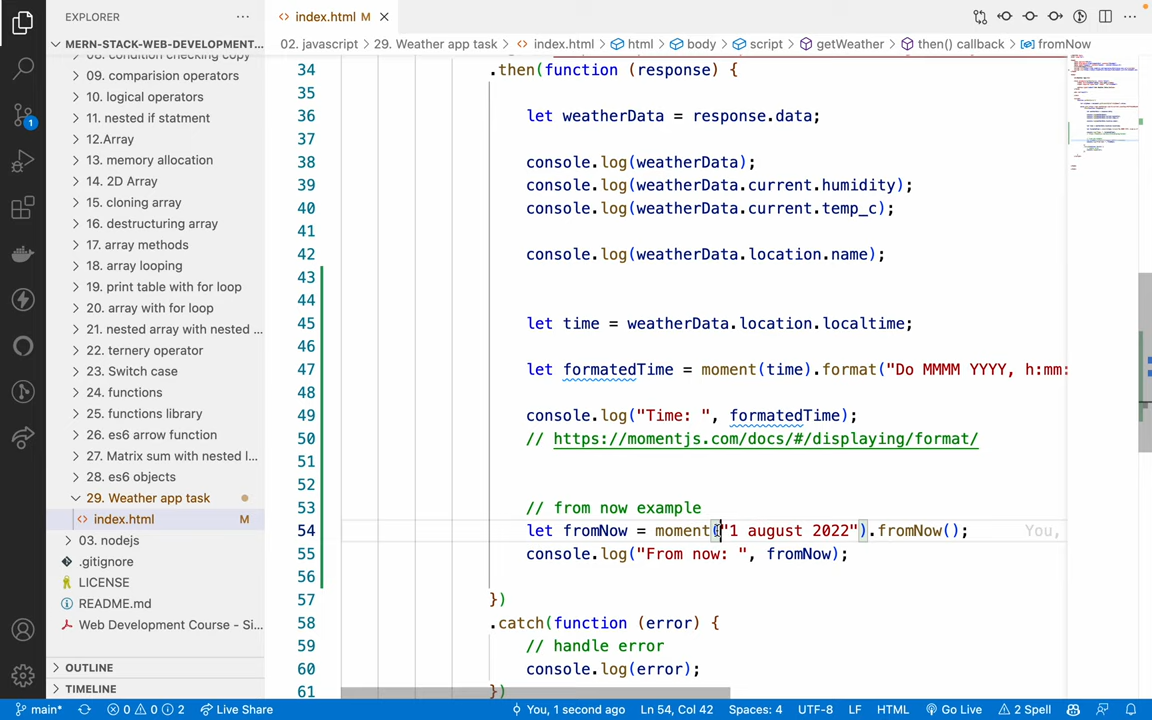 EXPLORER
index.html M
MERN-STACK-WEB-DEVELOPMENT...
02. javascript > 29. Weather app task > index.html > html > body > script > getWeather > then() callback > fromNow
08. condition checking copy
09. comparision operators
10. logical operators
11. nested if statment
12.Array
13. memory allocation
14. 2D Array
15. cloning array
16. destructuring array
17. array methods
18. array looping
19. print table with for loop
20. array with for loop
21. nested array with nested ...
22. ternery operator
23. Switch case
24. functions
25. functions library
26. es6 arrow function
27. Matrix sum with nested l...
28. es6 objects
29. Weather app task
index.html M
03. nodejs
.gitignore
LICENSE
README.md
Web Development Course - Si...
OUTLINE
TIMELINE
34 .then(function (response) {
35
36 let weatherData = response.data;
37
38 console.log(weatherData);
39 console.log(weatherData.current.humidity);
40 console.log(weatherData.current.temp_c);
41
42 console.log(weatherData.location.name);
43
44
45 let time = weatherData.location.localtime;
46
47 let formatedTime = moment(time).format("Do MMMM YYYY, h:mm:
48
49 console.log("Time: ", formatedTime);
50 // https://momentjs.com/docs/#/displaying/format/
51
52
53 // from now example
54 let fromNow = moment("1 august 2022").fromNow(); You,
55 console.log("From now: ", fromNow);
56
57 })
58 .catch(function (error) {
59 // handle error
60 console.log(error);
61 })
1
main* 0 0 2 Live Share You, 1 second ago Ln 54, Col 42 Spaces: 4 UTF-8 LF HTML Go Live 2 Spell